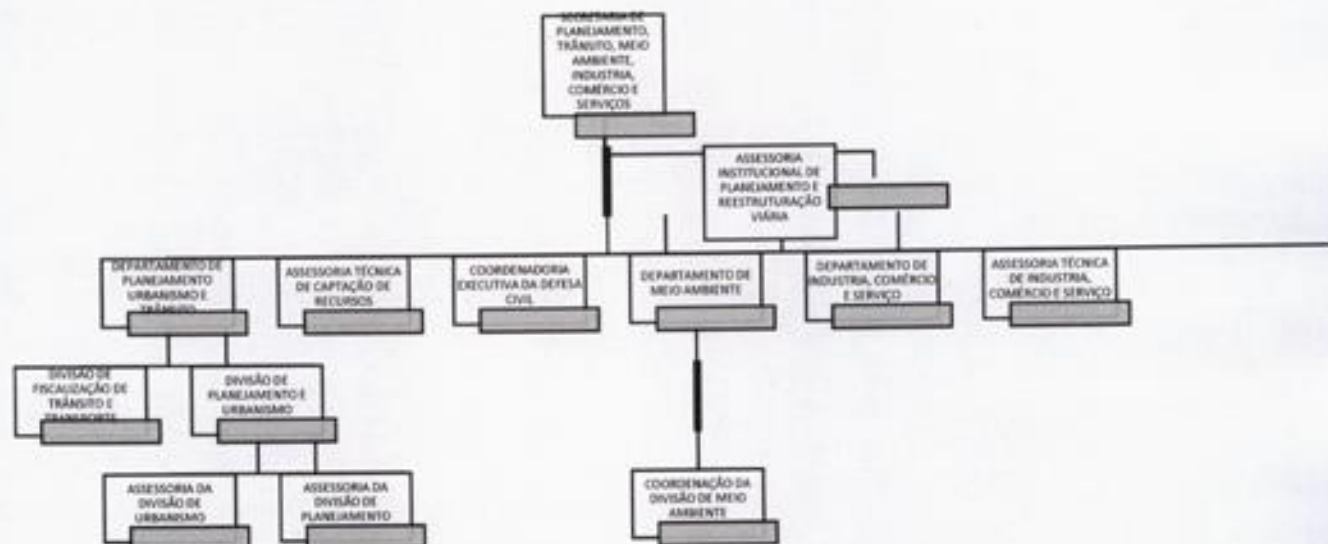 SECRETARIA DE
PLANEJAMENTO,
TRÂNSITO, MEIO
AMBIENTE,
INDUSTRIA,
COMÉRCIO E
SERVIÇOS
ASSESSORIA
INSTITUCIONAL DE
PLANEJAMENTO E
REESTRUTURAÇÃO
VIÁRIA
DEPARTAMENTO DE
PLANEJAMENTO
URBANISMO E
TRÂNSITO
ASSESSORIA TÉCNICA
DE CAPTAÇÃO DE
RECURSOS
COORDENADORIA
EXECUTIVA DA DEFESA
CIVIL
DEPARTAMENTO DE
MEIO AMBIENTE
DEPARTAMENTO DE
INDUSTRIA, COMÉRCIO
E SERVIÇO
ASSESSORIA TÉCNICA
DE INDUSTRIA,
COMÉRCIO E SERVIÇO
DIVISÃO DE
FISCALIZAÇÃO DE
TRÂNSITO E
TRANSPORTE
DIVISÃO DE
PLANEJAMENTO E
URBANISMO
ASSESSORIA DA
DIVISÃO DE
URBANISMO
ASSESSORIA DA
DIVISÃO DE
PLANEJAMENTO
COORDENAÇÃO DA
DIVISÃO DE MEIO
AMBIENTE